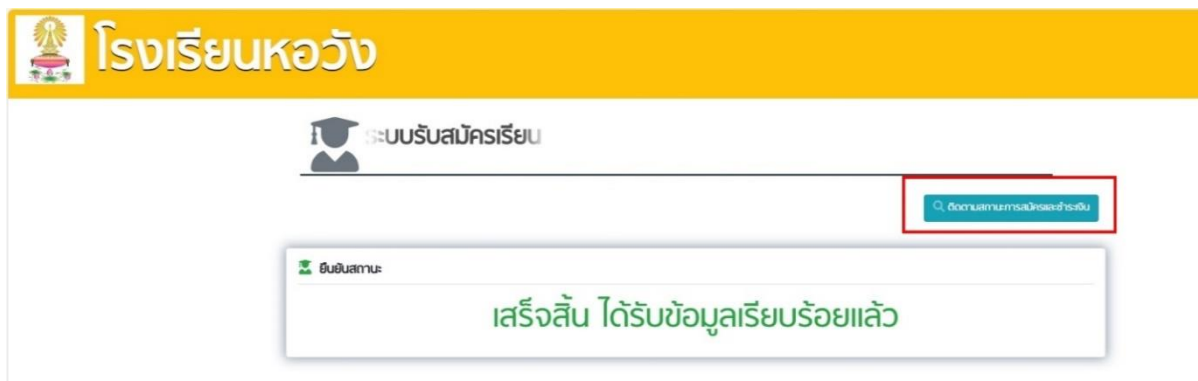 โรงเรียนหอวัง
ระบบรับสมัครเรียน
ติดตามสถานะการสมัครและชำระเงิน
ยืนยันสถานะ
เสร็จสิ้น ได้รับข้อมูลเรียบร้อยแล้ว